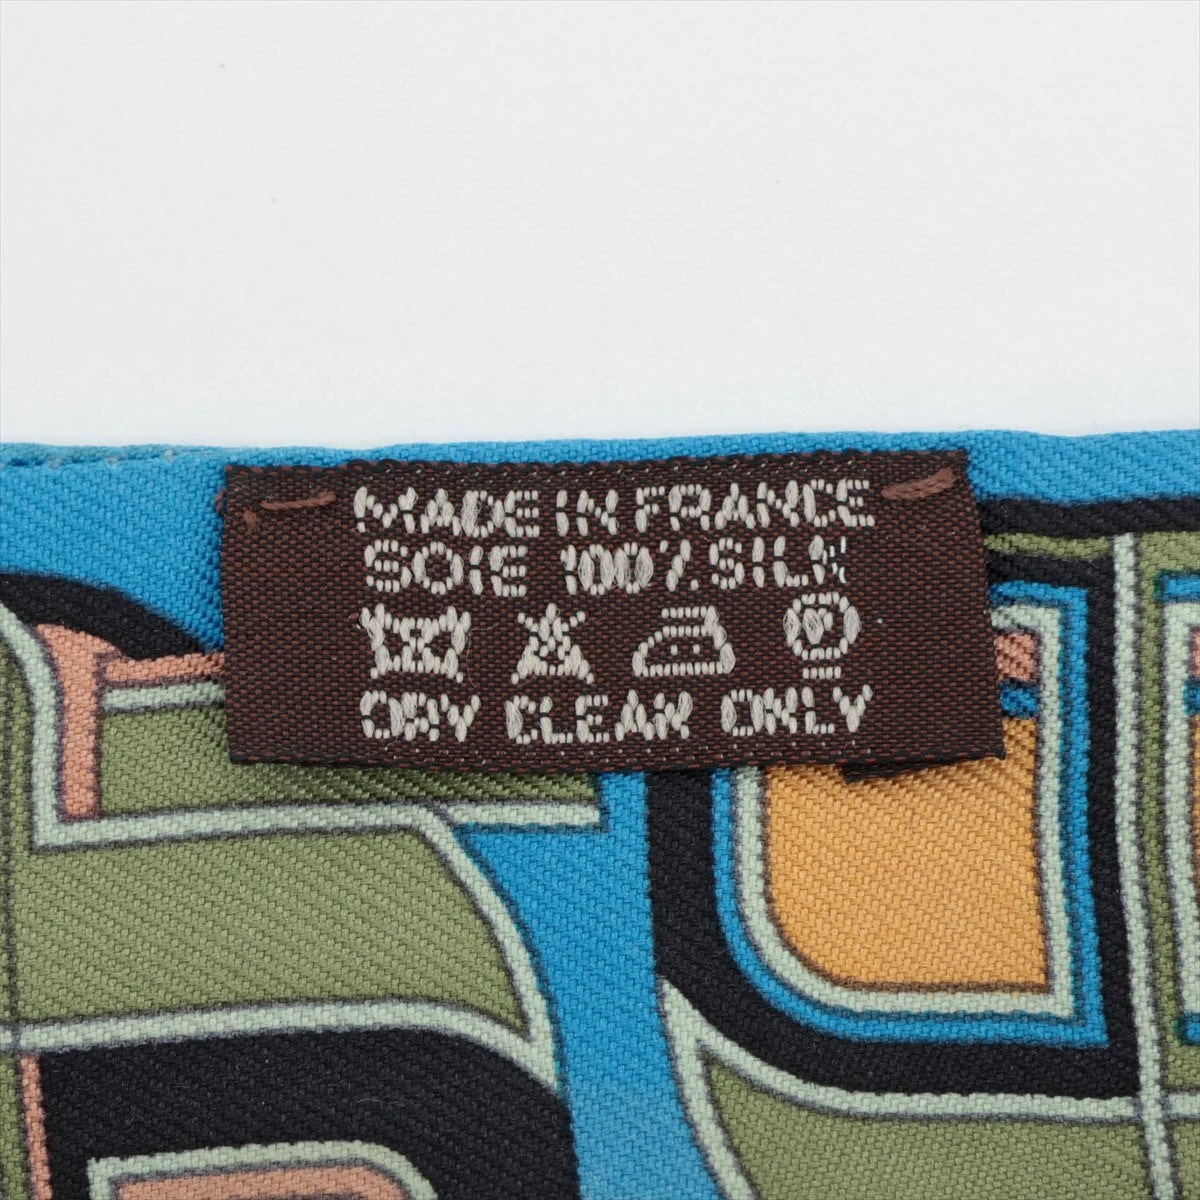 MADE IN FRANCE
SOIE 100% SILK
P
DRY CLEAN ONLY